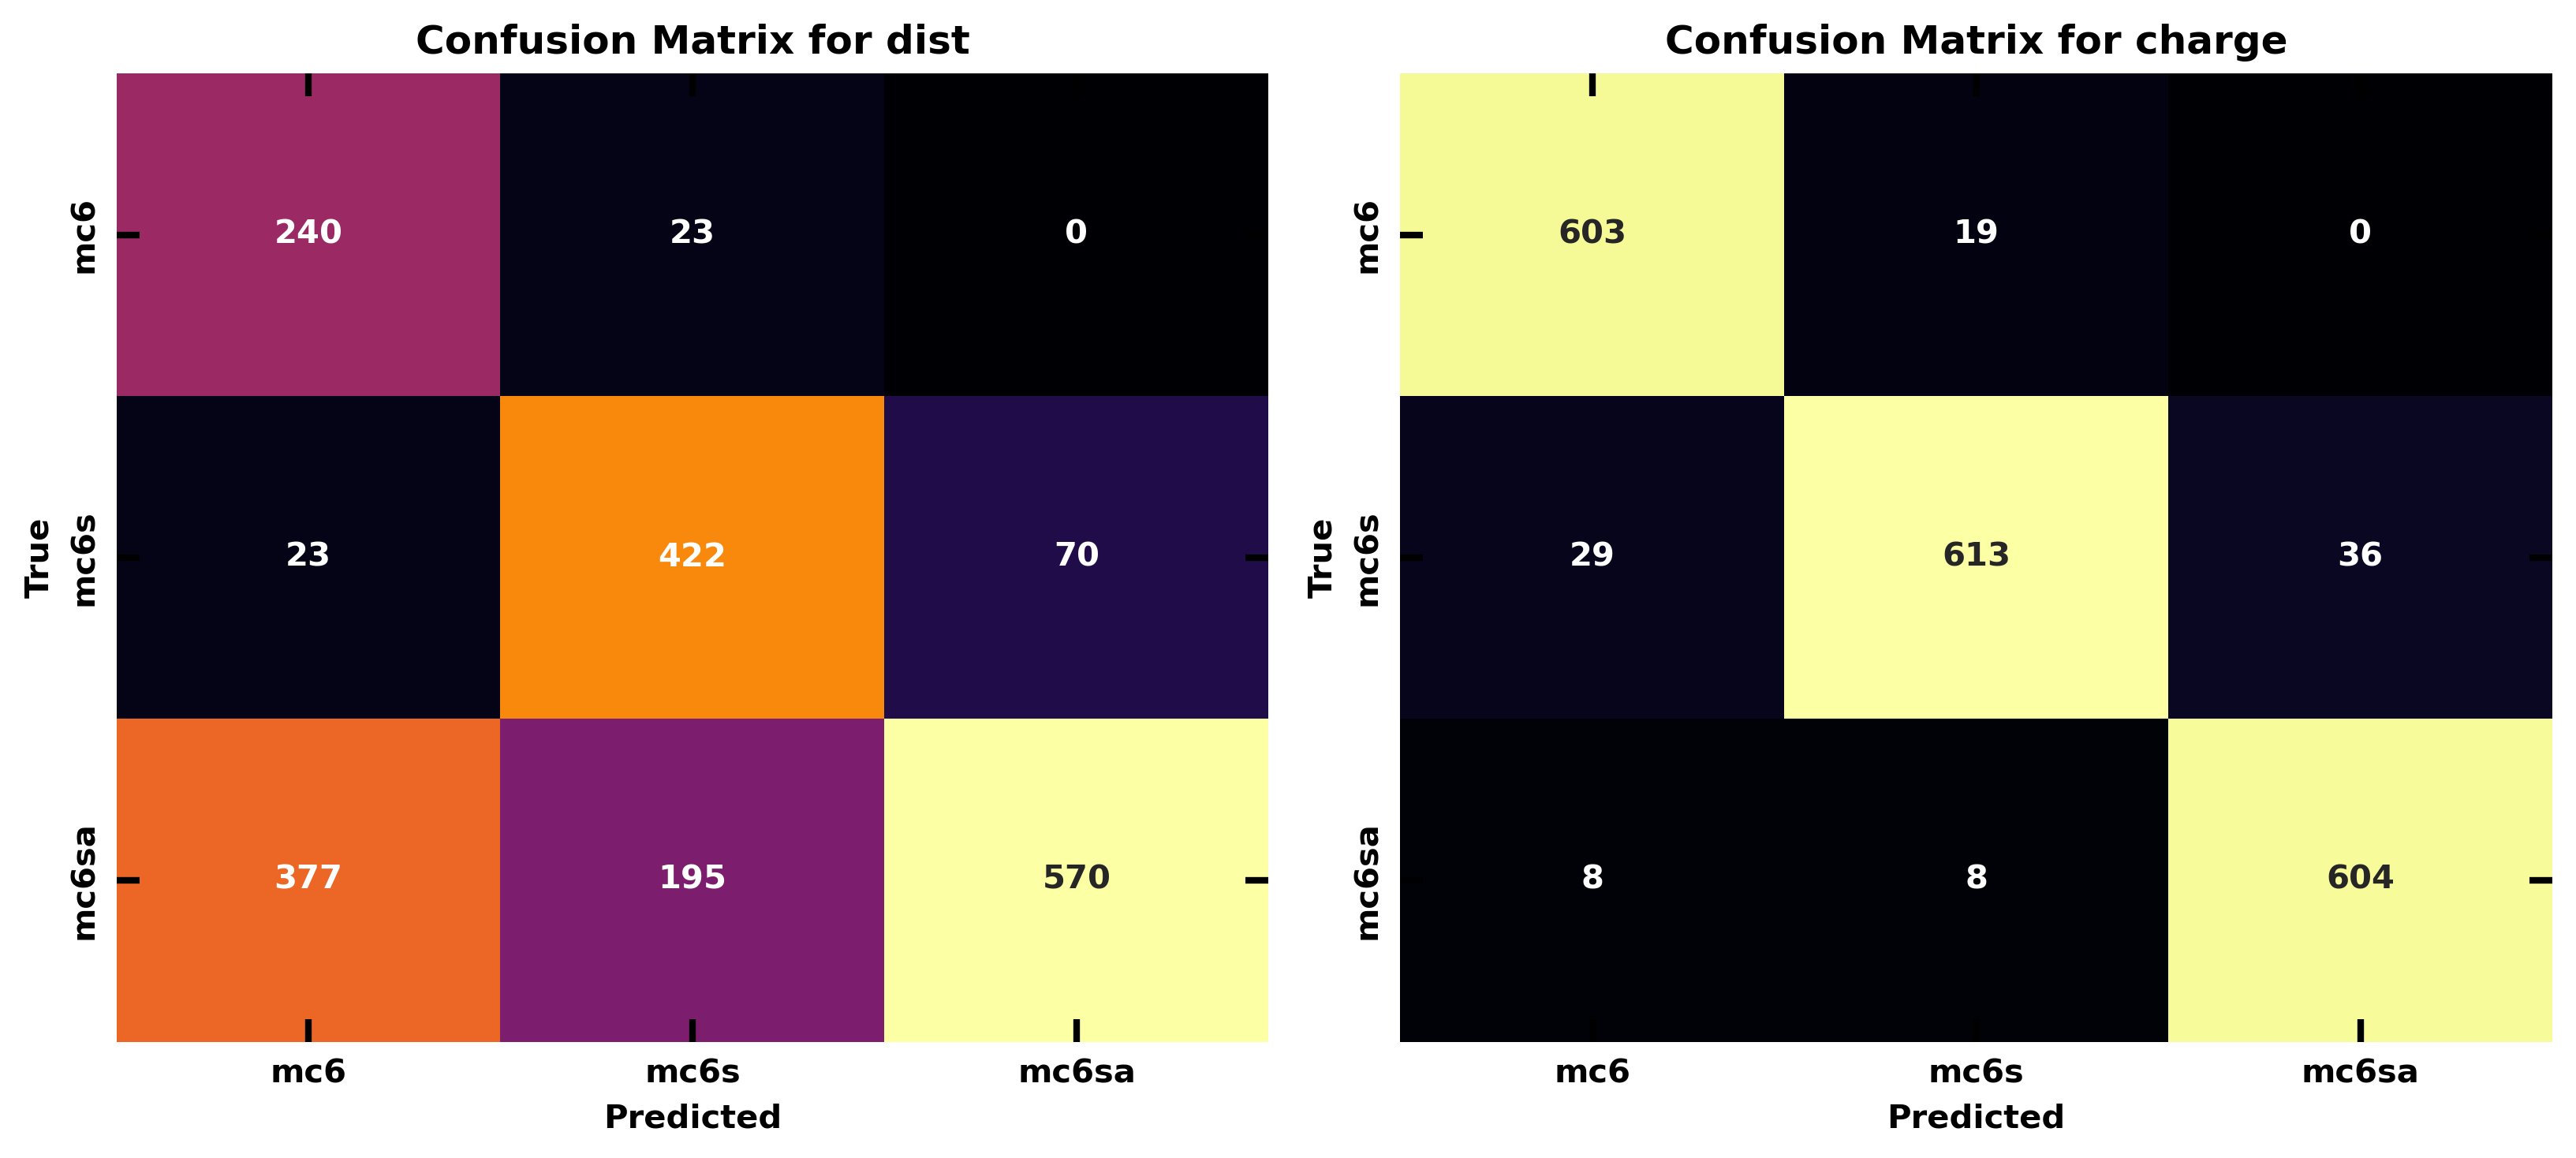 Confusion Matrix for dist
True
mc6
240 23 0
mc6s
23 422 70
mc6sa
377 195 570
mc6 mc6s mc6sa
Predicted
Confusion Matrix for charge
True
mc6
603 19 0
mc6s
29 613 36
mc6sa
8 8 604
mc6 mc6s mc6sa
Predicted